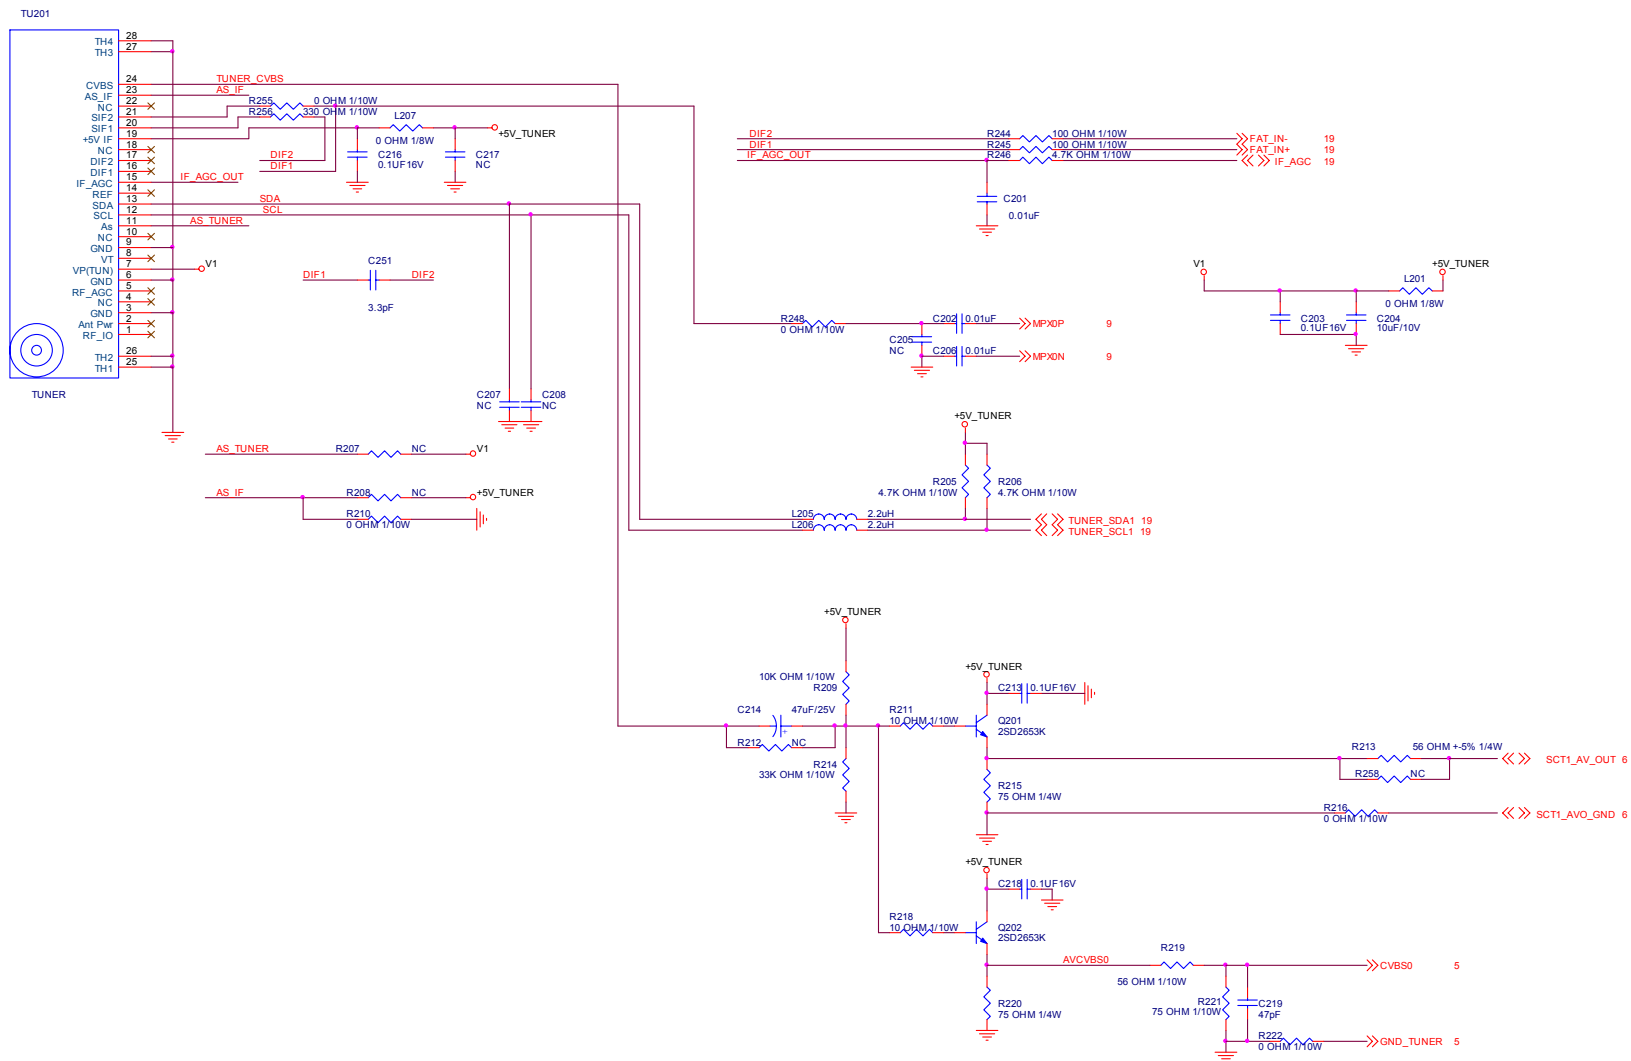 TU201
TH4 28
TH3 27
CVBS 24 TUNER_CVBS
AS_IF 23 AS_IF
NC 22
SIF2 21
SIF1 20
+5V IF 19
NC 18
DIF2 17
DIF1 16
IF_AGC 15 IF_AGC_OUT
REF 14
SDA 13 SDA
SCL 12 SCL
As 11 AS_TUNER
NC 10
GND 9
VT 8
VP(TUN) 7 V1
GND 6
RF_AGC 5
NC 4
GND 3
Ant Pwr 2
RF_IO 1
TH2 26
TH1 25
TUNER
R255 0 OHM 1/10W
R256 330 OHM 1/10W
L207
0 OHM 1/8W
+5V_TUNER
C216
0.1UF16V
C217
NC
DIF2
DIF1
DIF1 C251 DIF2
3.3pF
DIF2 R244 100 OHM 1/10W FAT_IN- 19
DIF1 R245 100 OHM 1/10W FAT_IN+ 19
IF_AGC_OUT R246 4.7K OHM 1/10W IF_AGC 19
C201
0.01uF
V1
+5V_TUNER
L201
0 OHM 1/8W
C203
0.1UF16V
C204
10uF/10V
R248
0 OHM 1/10W
C202 0.01uF MPX0P 9
C205
NC
C206 0.01uF MPX0N 9
C207
NC
C208
NC
AS_TUNER R207 NC V1
AS_IF R208 NC +5V_TUNER
R210
0 OHM 1/10W
+5V_TUNER
R205
4.7K OHM 1/10W
R206
4.7K OHM 1/10W
L205 2.2uH TUNER_SDA1 19
L206 2.2uH TUNER_SCL1 19
+5V_TUNER
10K OHM 1/10W
R209
C214 47uF/25V
+
R212 NC
R214
33K OHM 1/10W
R211
10 OHM 1/10W
+5V_TUNER
C213 0.1UF16V
Q201
2SD2653K
R215
75 OHM 1/4W
R213 56 OHM +-5% 1/4W
R258 NC
SCT1_AV_OUT 6
R216
0 OHM 1/10W
SCT1_AVO_GND 6
+5V_TUNER
C218 0.1UF16V
R218
10 OHM 1/10W
Q202
2SD2653K
AVCVBS0
R219
56 OHM 1/10W
CVBS0 5
R220
75 OHM 1/4W
R221
75 OHM 1/10W
C219
47pF
R222
0 OHM 1/10W
GND_TUNER 5